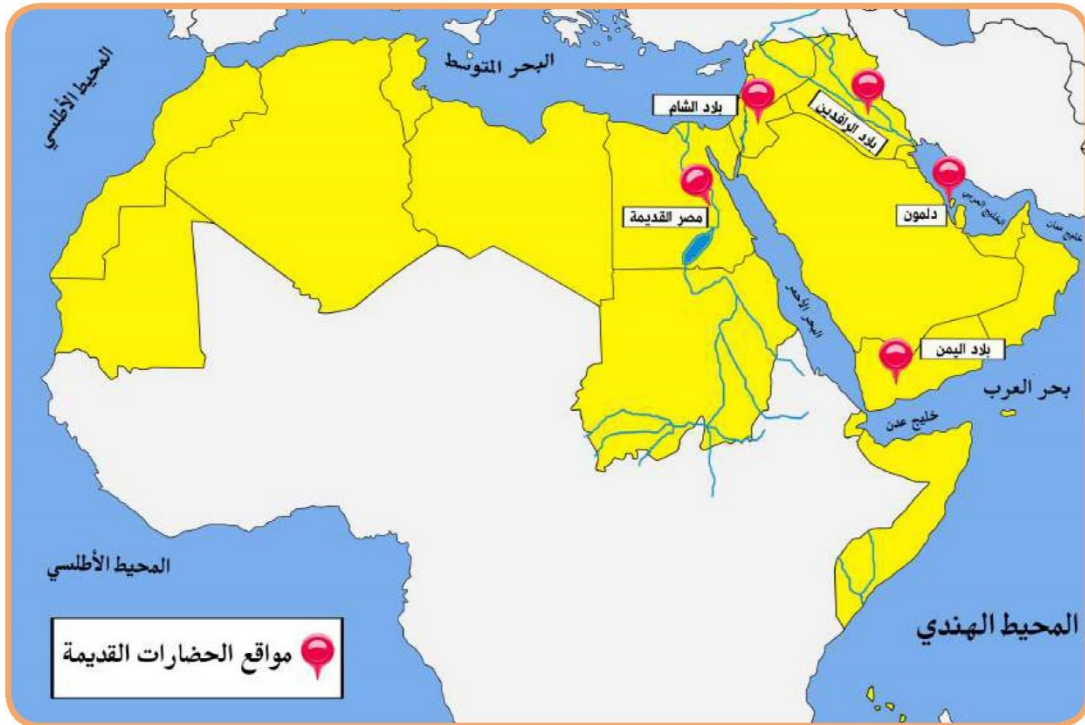 المحيط الأطلسي
البحر المتوسط
بلاد الشام
بلاد الرافدين
مصر القديمة
دلمون
الخليج العربي
خليج عمان
البحر الأحمر
بلاد اليمن
بحر العرب
خليج عدن
المحيط الأطلسي
المحيط الهندي
مواقع الحضارات القديمة